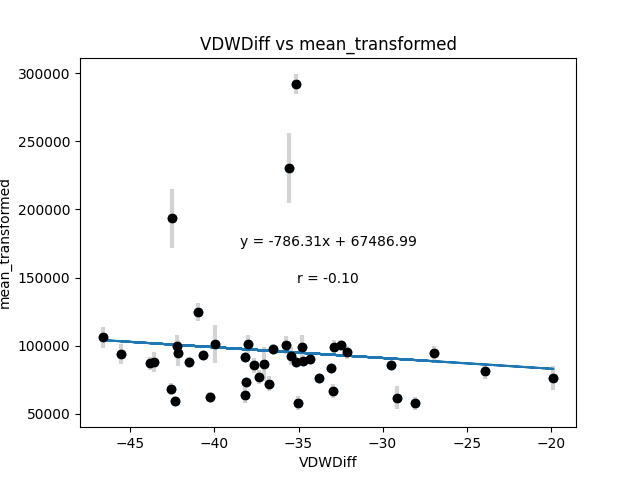 VDWDiff vs mean_transformed
300000
250000
200000
150000
100000
50000
mean_transformed
y = -786.31x + 67486.99
r = -0.10
−45
−40
−35
−30
−25
−20
VDWDiff